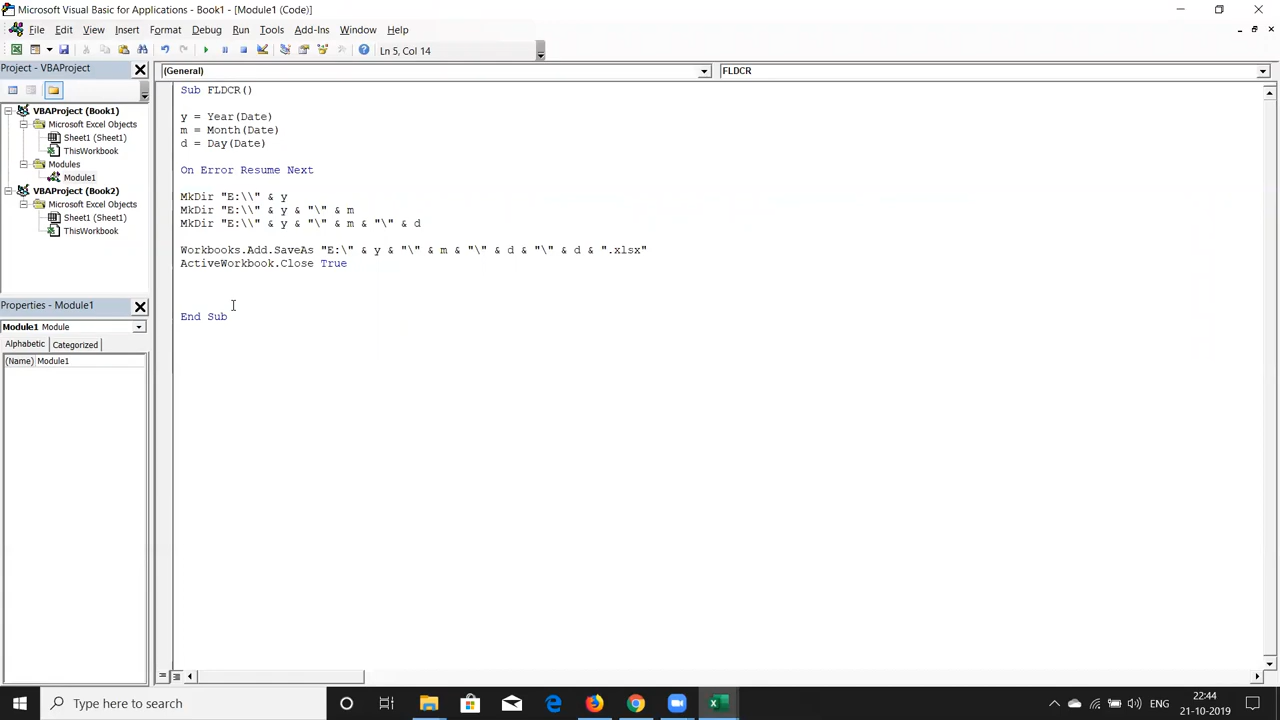 Microsoft Visual Basic for Applications - Book1 - [Module1 (Code)]
File Edit View Insert Format Debug Run Tools Add-Ins Window Help
Ln 5, Col 14
Project - VBAProject
(General)
FLDCR
VBAProject (Book1)
Microsoft Excel Objects
Sheet1 (Sheet1)
ThisWorkbook
Modules
Module1
VBAProject (Book2)
Microsoft Excel Objects
Sheet1 (Sheet1)
ThisWorkbook
Properties - Module1
Module1 Module
Alphabetic Categorized
(Name) Module1
Sub FLDCR()
y = Year(Date)
m = Month(Date)
d = Day(Date)
On Error Resume Next
MkDir "E:\\" & y
MkDir "E:\\" & y & "\" & m
MkDir "E:\\" & y & "\" & m & "\" & d
Workbooks.Add.SaveAs "E:\" & y & "\" & m & "\" & d & "\" & d & ".xlsx"
ActiveWorkbook.Close True
End Sub
Type here to search
ENG
22:44
21-10-2019